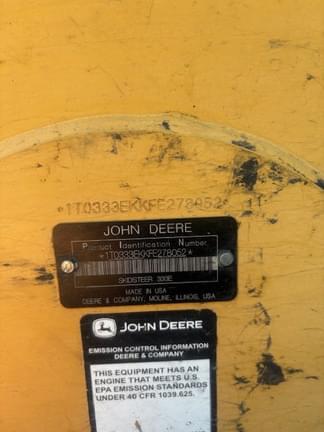 *1T0333EKKFE278052*
JOHN DEERE
Product Identification Number
*1T0333EKKFE278052*
SKIDSTEER 333E
MADE IN USA
DEERE & COMPANY, MOLINE, ILLINOIS, USA
JOHN DEERE
EMISSION CONTROL INFORMATION
DEERE & COMPANY
THIS EQUIPMENT HAS AN
ENGINE THAT MEETS U.S.
EPA EMISSION STANDARDS
UNDER 40 CFR 1039.625.